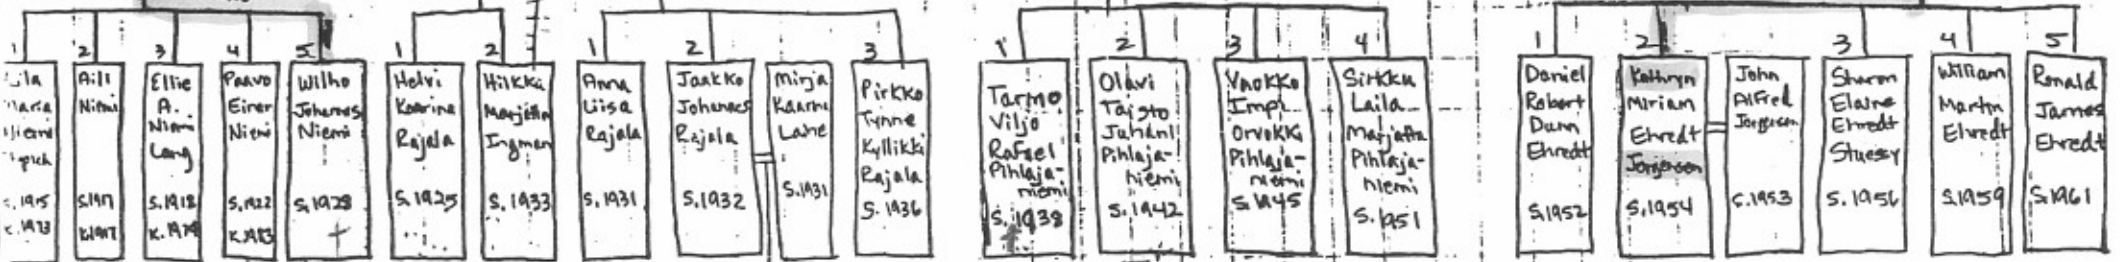 1
2
Aili
Niemi
S.1917
K.1917
3
Ellie
A.
Niemi
Lang
S.1918
K.1974
4
Paavo
Einer
Niemi
S.1922
K.1983
5
Wilho
Johannes
Niemi
S.1928
1
Helvi
Kaarina
Rajala
S.1925
2
Hilkka
Marjatta
Ingman
S.1933
1
Anna
Liisa
Rajala
S.1931
2
Jaakko
Johannes
Rajala
S.1932
Mirja
Kaarina
Laine
S.1931
3
Pirkko
Tynne
Kyllikki
Rajala
S.1936
1
Tarmo
Viljo
Rafael
Pihlaja-
niemi
S.1938
2
Olavi
Taisto
Juhani
Pihlaja-
niemi
S.1942
3
Vuokko
Impi
Orvokki
Pihlaja-
niemi
S.1945
4
Sirkka
Laila
Marjatta
Pihlaja-
niemi
S.1951
1
Daniel
Robert
Dunn
Ehredt
S.1952
2
Kathryn
Mirian
Ehredt
Jorgensen
S.1954
John
Alfred
Jorgensen
S.1953
3
Sharon
Elaine
Ehredt
Stuessy
S.1956
4
William
Martin
Ehredt
S.1959
5
Ronald
James
Ehredt
S.1961